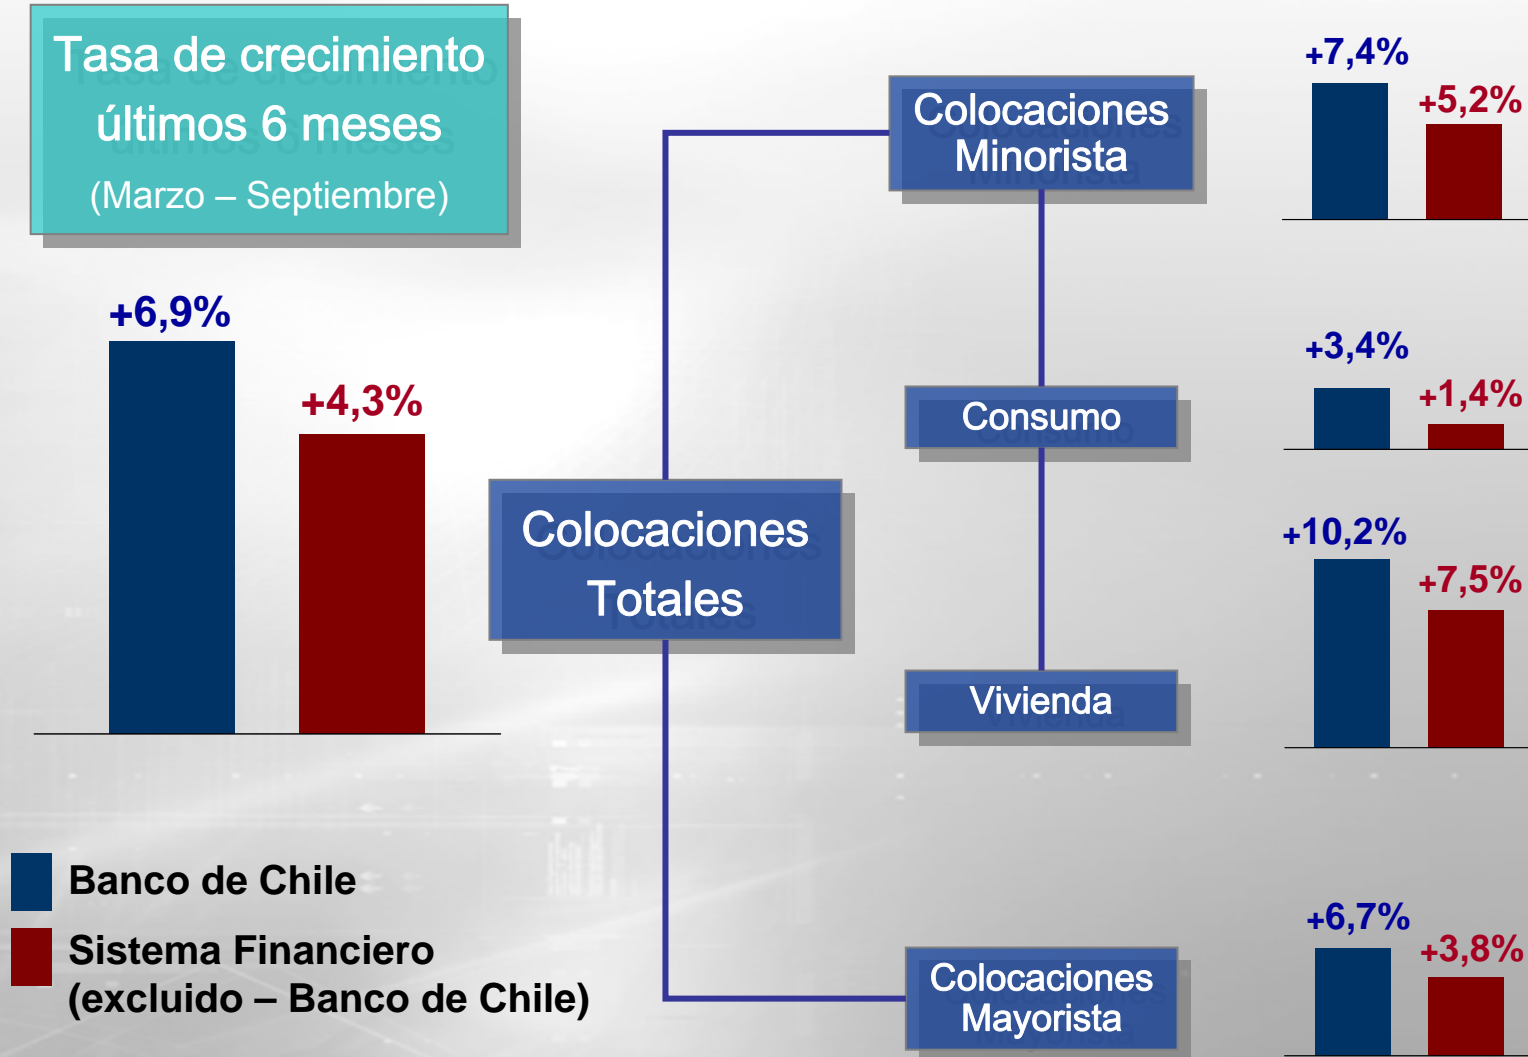 Tasa de crecimiento
últimos 6 meses
(Marzo – Septiembre)
+6,9%
+4,3%
Colocaciones
Totales
Colocaciones
Minorista
+7,4%
+5,2%
Consumo
+3,4%
+1,4%
Vivienda
+10,2%
+7,5%
Colocaciones
Mayorista
+6,7%
+3,8%
Banco de Chile
Sistema Financiero
(excluido – Banco de Chile)